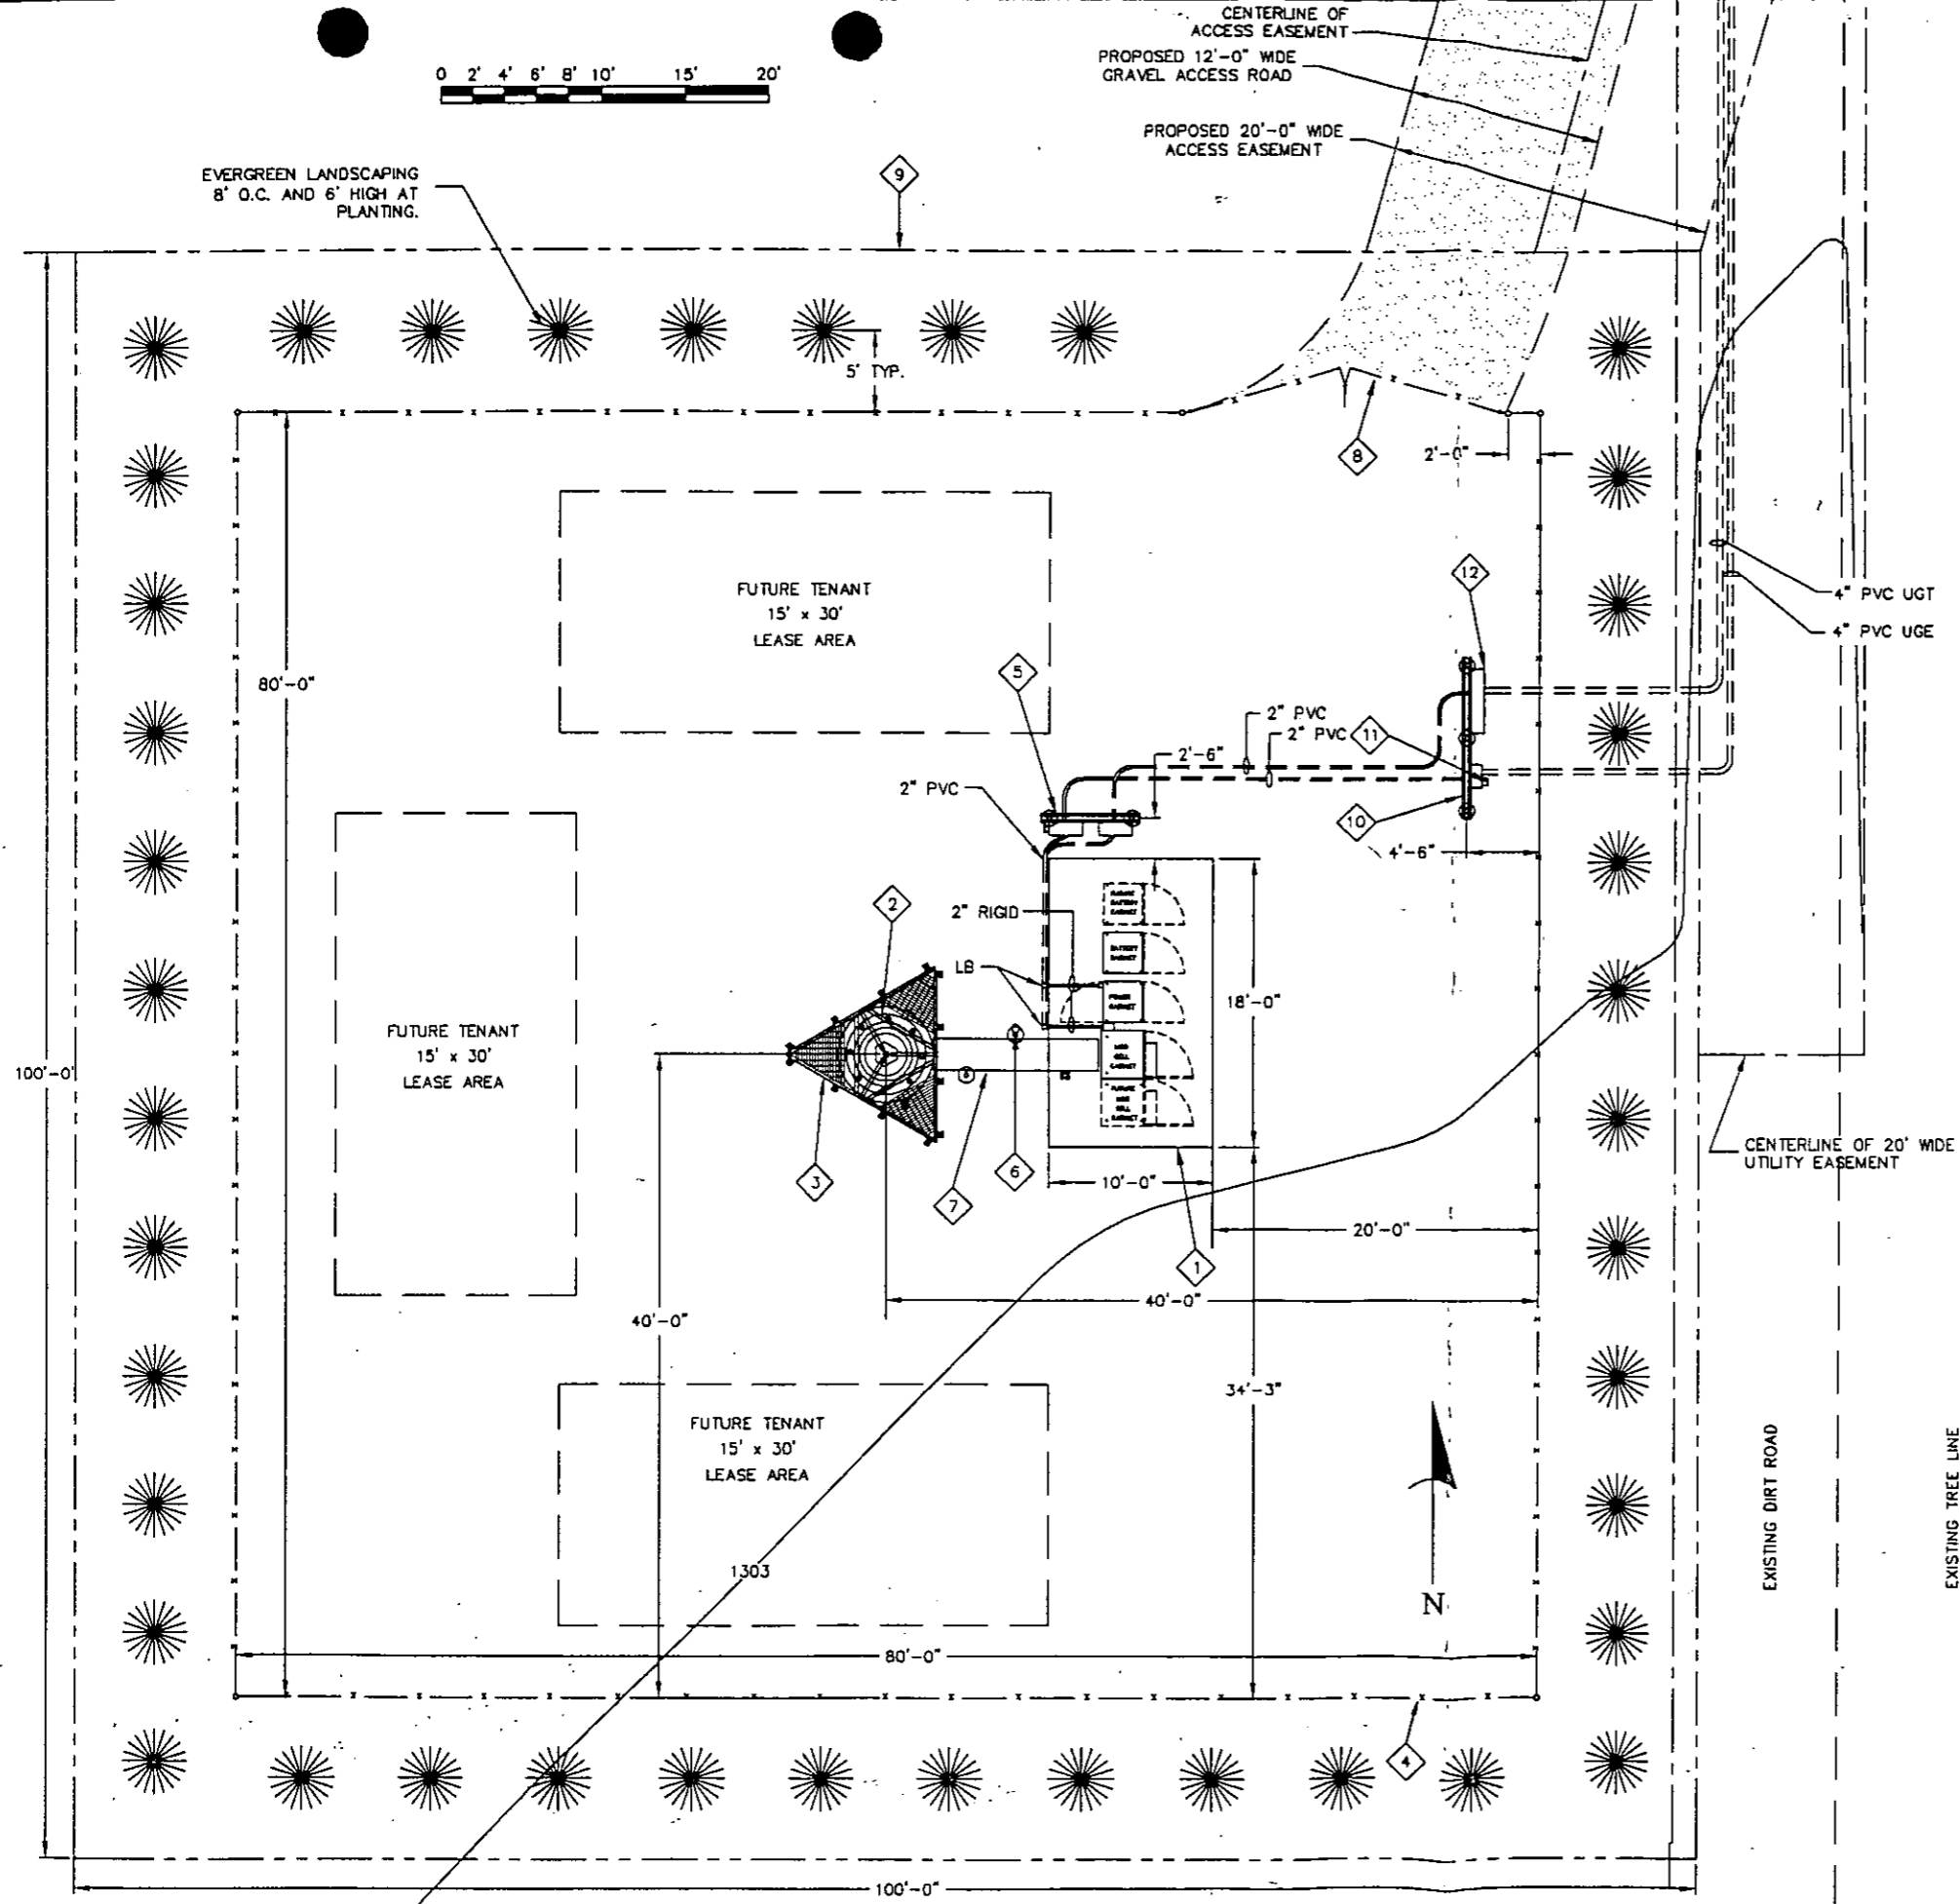 CENTERLINE OF
ACCESS EASEMENT
PROPOSED 12'-0" WIDE
GRAVEL ACCESS ROAD
0 2' 4' 6' 8' 10' 15' 20'
PROPOSED 20'-0" WIDE
ACCESS EASEMENT
EVERGREEN LANDSCAPING
8' O.C. AND 6' HIGH AT
PLANTING.
9
5' TYP.
8
2'-0"
FUTURE TENANT
15' x 30'
LEASE AREA
12
4" PVC UGT
4" PVC UGE
80'-0"
5
2" PVC
2" PVC
11
2'-6"
2" PVC
10
4'-6"
2
2" RIGID
BATTERY
CABINET
LB
POWER
CABINET
18'-0"
FUTURE TENANT
15' x 30'
LEASE AREA
100'-0"
CENTERLINE OF 20' WIDE
UTILITY EASEMENT
3
6
7
10'-0"
20'-0"
1
40'-0"
40'-0"
34'-3"
FUTURE TENANT
15' x 30'
LEASE AREA
EXISTING DIRT ROAD
EXISTING TREE LINE
1303
N
80'-0"
4
100'-0"